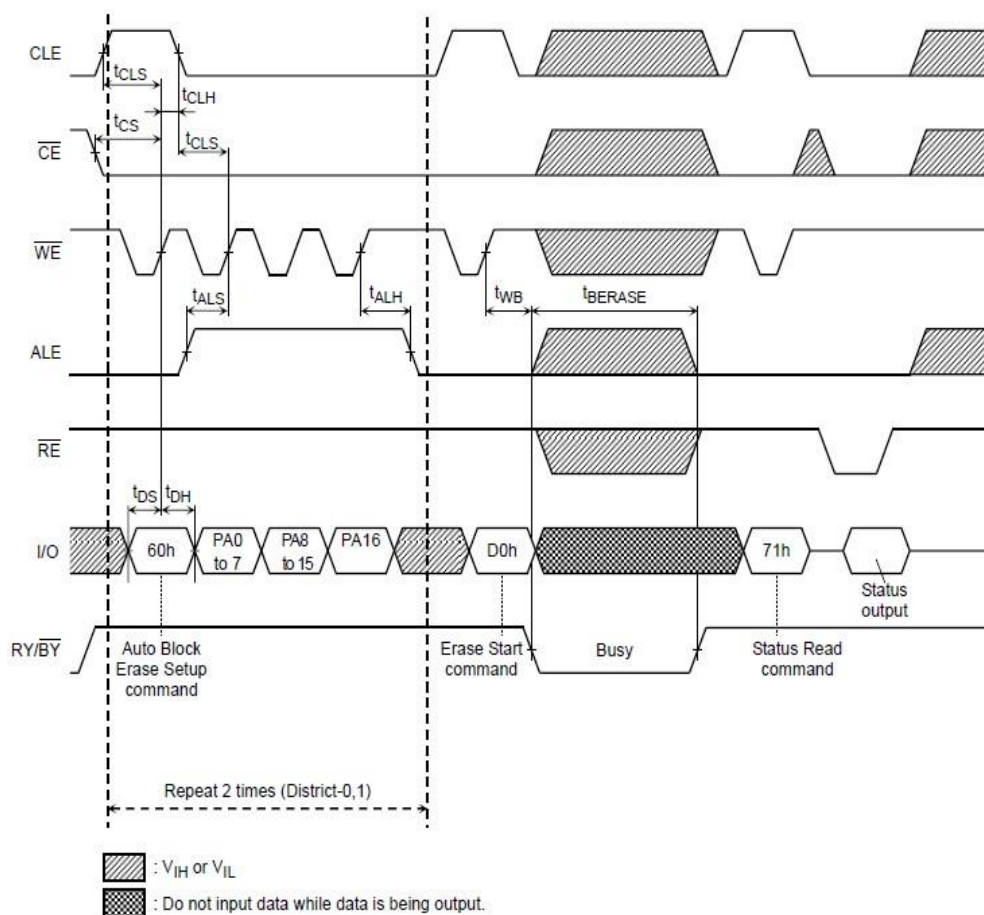 CLE
tCLS
tCLH
tCS
tCLS
CE
WE
tALS
tALH
tWB
tBERASE
ALE
RE
tDS
tDH
I/O
60h
PA0 to 7
PA8 to 15
PA16
D0h
71h
Status output
RY/BY
Auto Block Erase Setup command
Erase Start command
Busy
Status Read command
Repeat 2 times (District-0,1)
: VIH or VIL
: Do not input data while data is being output.